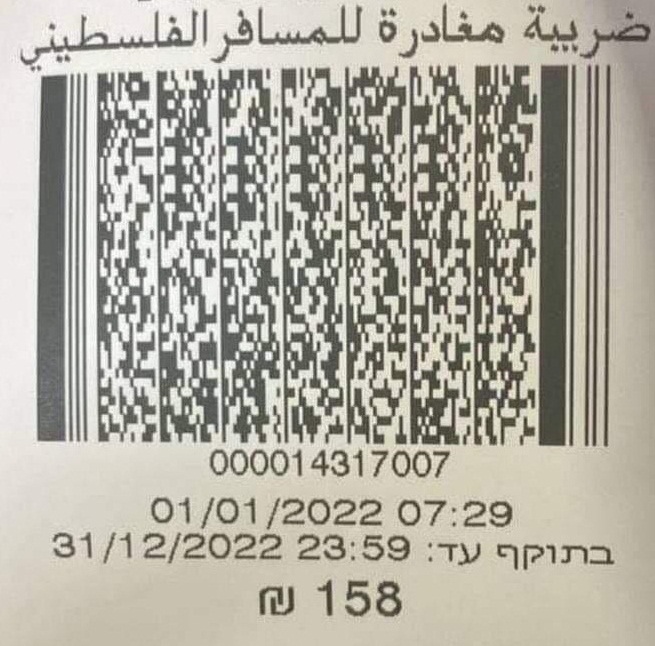 ضريبة مغادرة للمسافر الفلسطيني
000014317007
01/01/2022 07:29
בתוקף עד: 31/12/2022 23:59
₪ 158